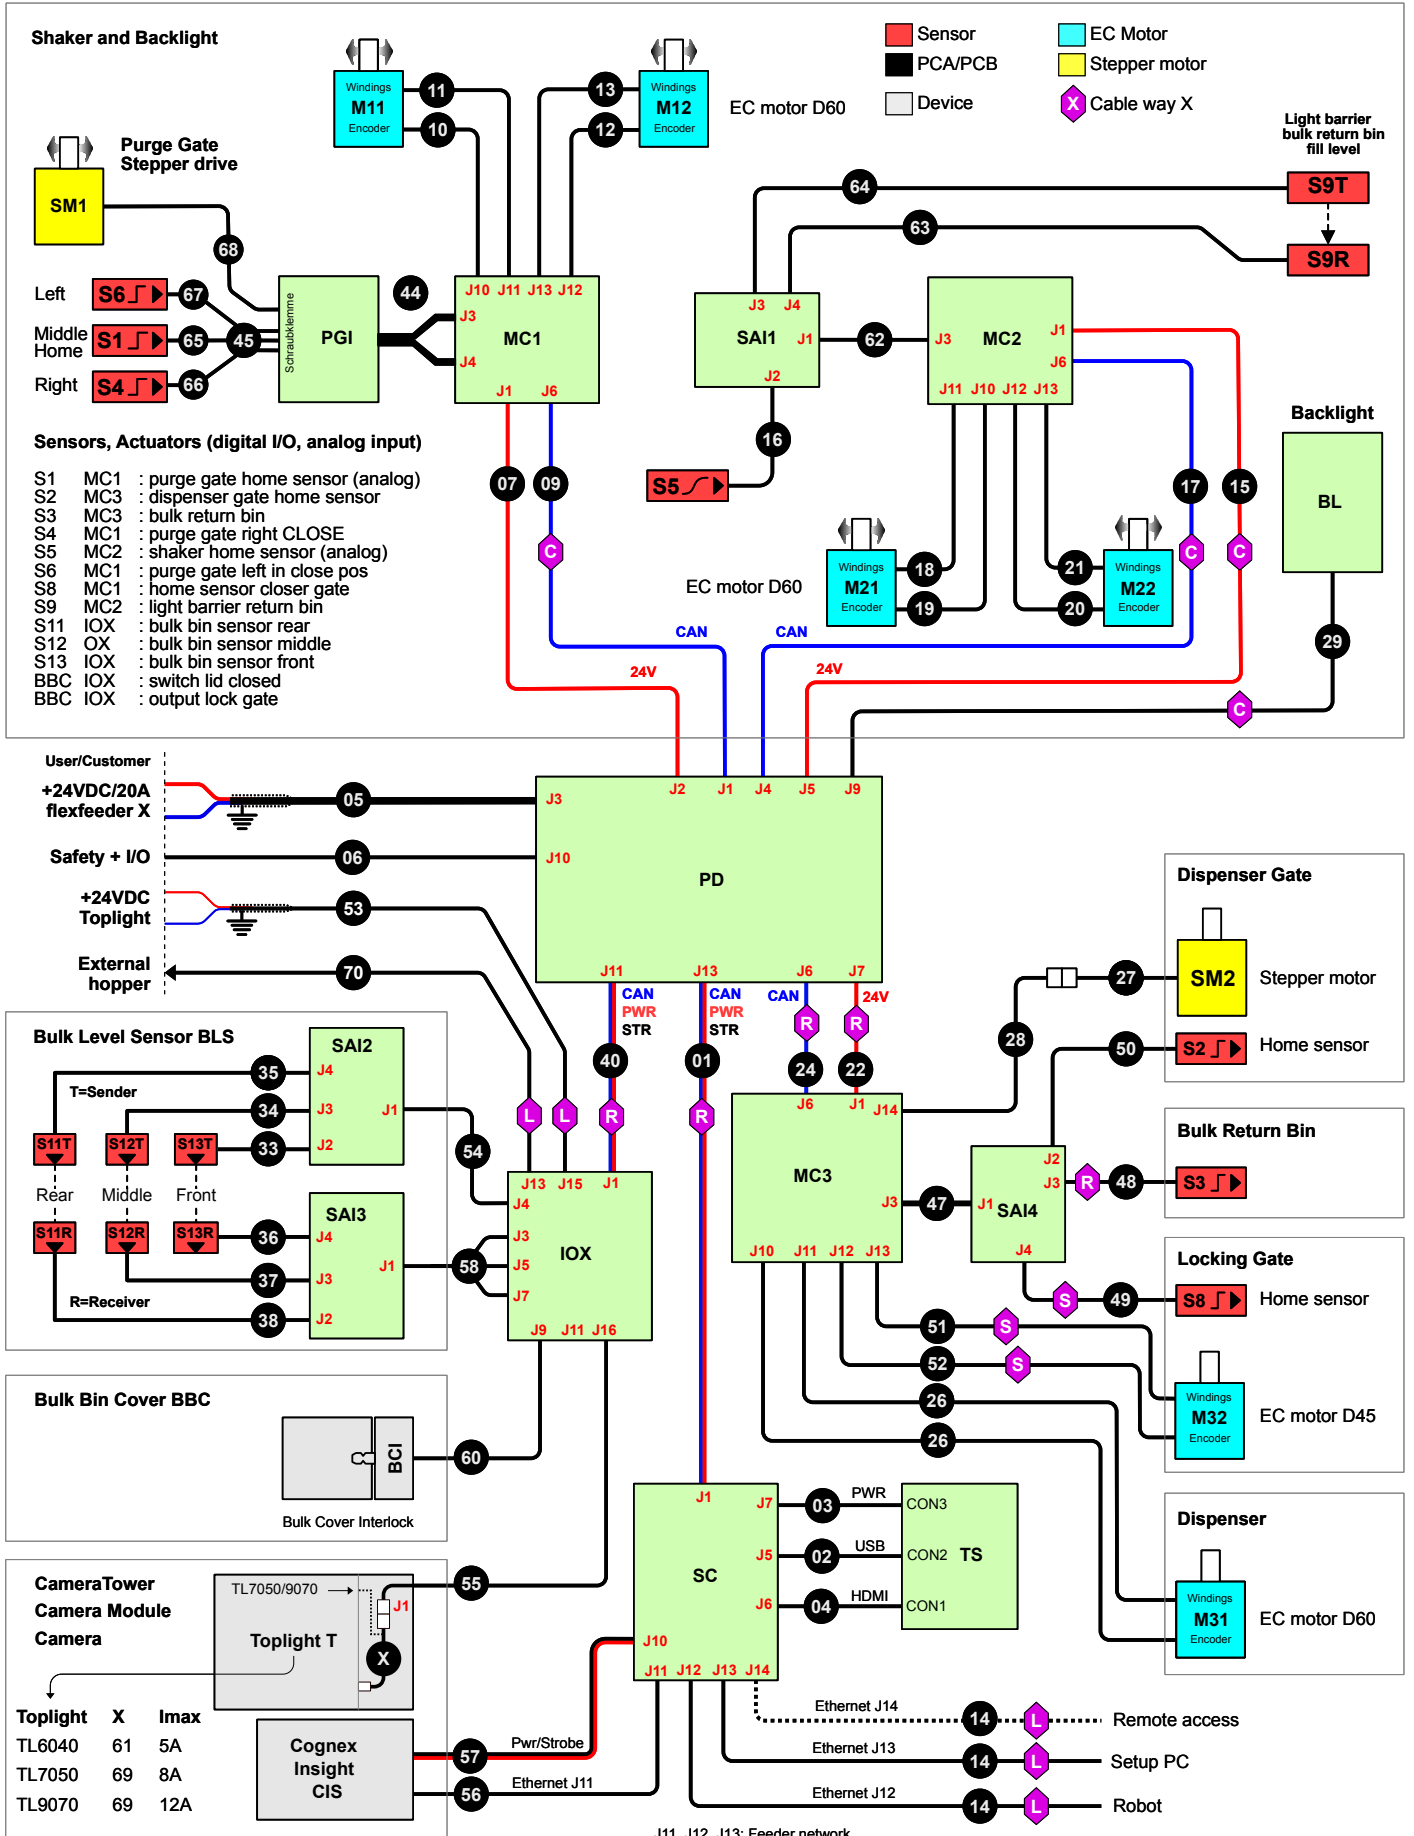 Shaker and Backlight
Sensor
EC Motor
PCA/PCB
Stepper motor
Device
X
Cable way X
Windings
M11
Encoder
11
10
13
12
Windings
M12
Encoder
EC motor D60
Light barrier
bulk return bin
fill level
S9T
S9R
64
63
Purge Gate
Stepper drive
SM1
68
Left
S6
67
Middle
Home
S1
65
45
Right
S4
66
Schraubklemme
PGI
44
J10
J11
J13
J12
J3
MC1
J4
J1
J6
J3
J4
SAI1
J1
J2
62
J3
MC2
J1
J6
J11
J10
J12
J13
16
S5
Backlight
BL
29
Sensors, Actuators (digital I/O, analog input)
S1 MC1 : purge gate home sensor (analog)
S2 MC3 : dispenser gate home sensor
S3 MC3 : bulk return bin
S4 MC1 : purge gate right CLOSE
S5 MC2 : shaker home sensor (analog)
S6 MC1 : purge gate left in close pos
S8 MC1 : home sensor closer gate
S9 MC2 : light barrier return bin
S11 IOX : bulk bin sensor rear
S12 OX : bulk bin sensor middle
S13 IOX : bulk bin sensor front
BBC IOX : switch lid closed
BBC IOX : output lock gate
07
09
C
17
15
C
C
EC motor D60
Windings
M21
Encoder
18
19
21
20
Windings
M22
Encoder
CAN
CAN
24V
24V
C
User/Customer
+24VDC/20A
flexfeeder X
05
Safety + I/O
06
+24VDC
Toplight
53
External
hopper
70
J2
J1
J4
J5
J9
J3
J10
PD
J11
J13
J6
J7
CAN
PWR
STR
CAN
PWR
STR
CAN
24V
R
R
40
01
24
22
L
L
R
R
Dispenser Gate
27
SM2
Stepper motor
28
50
S2
Home sensor
Bulk Return Bin
R
48
S3
Locking Gate
S
49
S8
Home sensor
Windings
M32
Encoder
EC motor D45
Dispenser
Windings
M31
Encoder
EC motor D60
J6
J1
J14
MC3
J3
J10
J11
J12
J13
47
J2
J3
J1
SAI4
J4
51
S
52
S
26
26
Bulk Level Sensor BLS
SAI2
J4
J3
J1
J2
35
34
33
T=Sender
S11T
S12T
S13T
Rear
Middle
Front
S11R
S12R
S13R
R=Receiver
36
37
38
SAI3
J4
J1
J3
J2
54
58
J13
J15
J1
J4
J3
J5
J7
IOX
J9
J11
J16
Bulk Bin Cover BBC
BCI
60
Bulk Cover Interlock
CameraTower
Camera Module
Camera
TL7050/9070
J1
Toplight T
X
55
Toplight X Imax
TL6040 61 5A
TL7050 69 8A
TL9070 69 12A
Cognex
Insight
CIS
57
Pwr/Strobe
56
Ethernet J11
J1
J7
J5
SC
J6
J10
J11
J12
J13
J14
03
PWR
CON3
02
USB
CON2
TS
04
HDMI
CON1
Ethernet J14
14
L
Remote access
Ethernet J13
14
L
Setup PC
Ethernet J12
14
L
Robot
J11, J12, J13: Feeder network